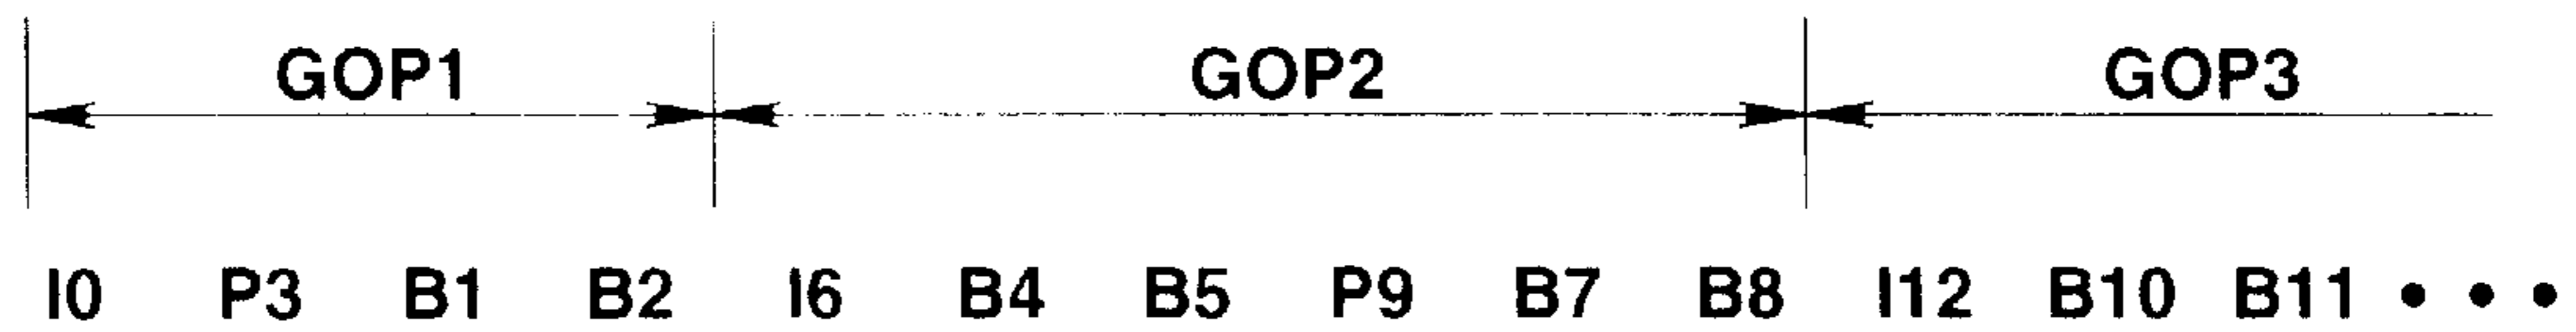 GOP1 GOP2 GOP3
I0 P3 B1 B2 I6 B4 B5 P9 B7 B8 I12 B10 B11 • • •